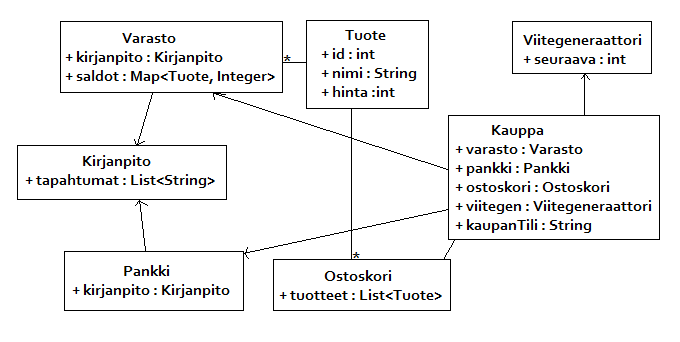 Varasto
+ kirjanpito : Kirjanpito
+ saldot : Map<Tuote, Integer>
*
Tuote
+ id : int
+ nimi : String
+ hinta :int
Viitegeneraattori
+ seuraava : int
Kauppa
+ varasto : Varasto
+ pankki : Pankki
+ ostoskori : Ostoskori
+ viitegen : Viitegeneraattori
+ kaupanTili : String
Kirjanpito
+ tapahtumat : List<String>
Pankki
+ kirjanpito : Kirjanpito
*
Ostoskori
+ tuotteet : List<Tuote>